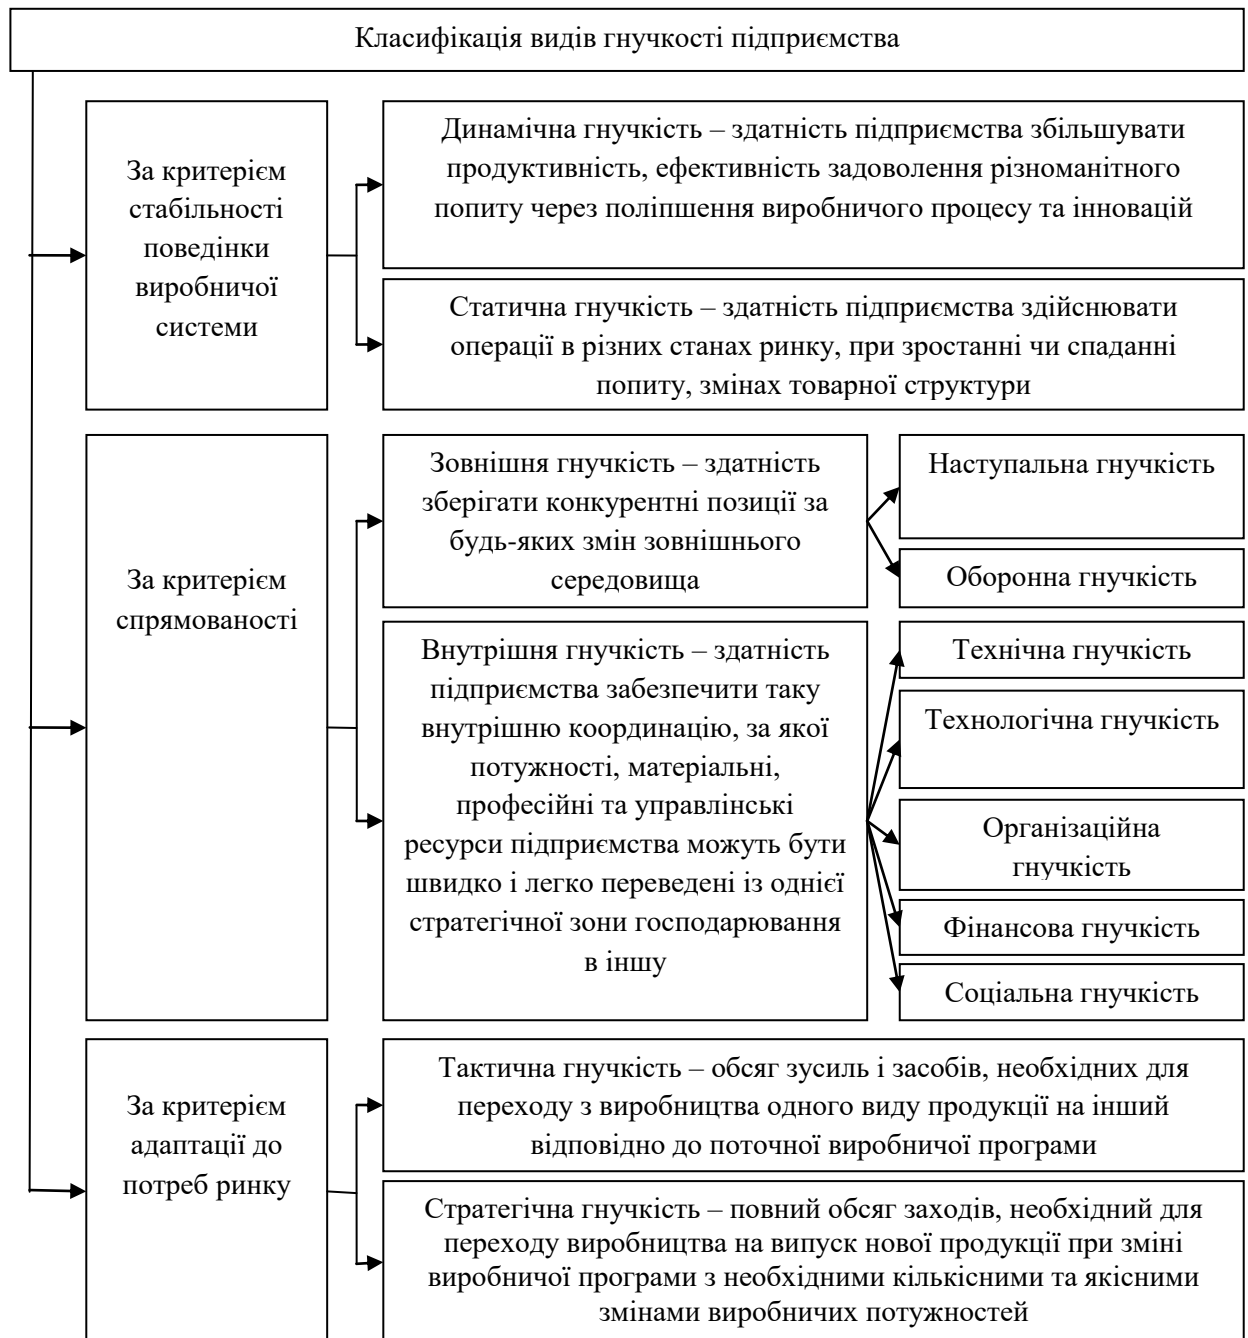 Класифікація видів гнучкості підприємства
За критерієм
стабільності
поведінки
виробничої
системи
Динамічна гнучкість – здатність підприємства збільшувати
продуктивність, ефективність задоволення різноманітного
попиту через поліпшення виробничого процесу та інновацій
Статична гнучкість – здатність підприємства здійснювати
операції в різних станах ринку, при зростанні чи спаданні
попиту, змінах товарної структури
За критерієм
спрямованості
Зовнішня гнучкість – здатність
зберігати конкурентні позиції за
будь-яких змін зовнішнього
середовища
Наступальна гнучкість
Оборонна гнучкість
Внутрішня гнучкість – здатність
підприємства забезпечити таку
внутрішню координацію, за якої
потужності, матеріальні,
професійні та управлінські
ресурси підприємства можуть бути
швидко і легко переведені із однієї
стратегічної зони господарювання
в іншу
Технічна гнучкість
Технологічна гнучкість
Організаційна
гнучкість
Фінансова гнучкість
Соціальна гнучкість
За критерієм
адаптації до
потреб ринку
Тактична гнучкість – обсяг зусиль і засобів, необхідних для
переходу з виробництва одного виду продукції на інший
відповідно до поточної виробничої програми
Стратегічна гнучкість – повний обсяг заходів, необхідний для
переходу виробництва на випуск нової продукції при зміні
виробничої програми з необхідними кількісними та якісними
змінами виробничих потужностей